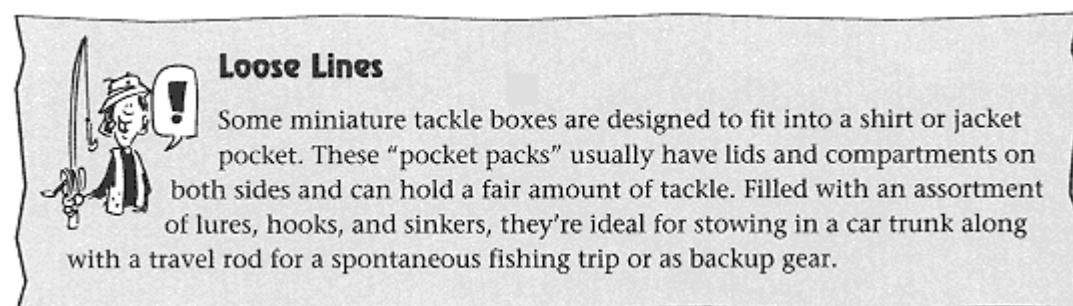 Loose Lines
!
Some miniature tackle boxes are designed to fit into a shirt or jacket
pocket. These “pocket packs” usually have lids and compartments on
both sides and can hold a fair amount of tackle. Filled with an assortment
of lures, hooks, and sinkers, they’re ideal for stowing in a car trunk along
with a travel rod for a spontaneous fishing trip or as backup gear.